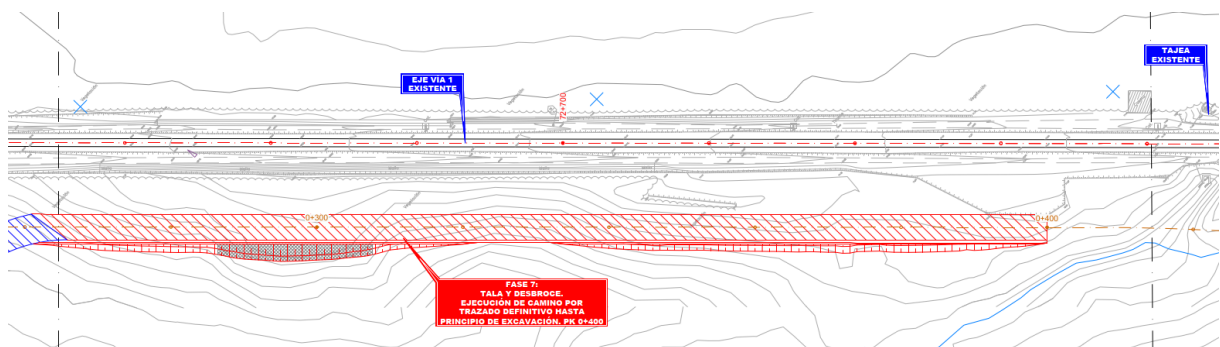 TAJEA
EXISTENTE
EJE VÍA 1
EXISTENTE
72+700
0+300
0+400
FASE 7:
TALA Y DESBROCE.
EJECUCIÓN DE CAMINO POR
TRAZADO DEFINITIVO HASTA
PRINCIPIO DE EXCAVACIÓN. PK 0+400